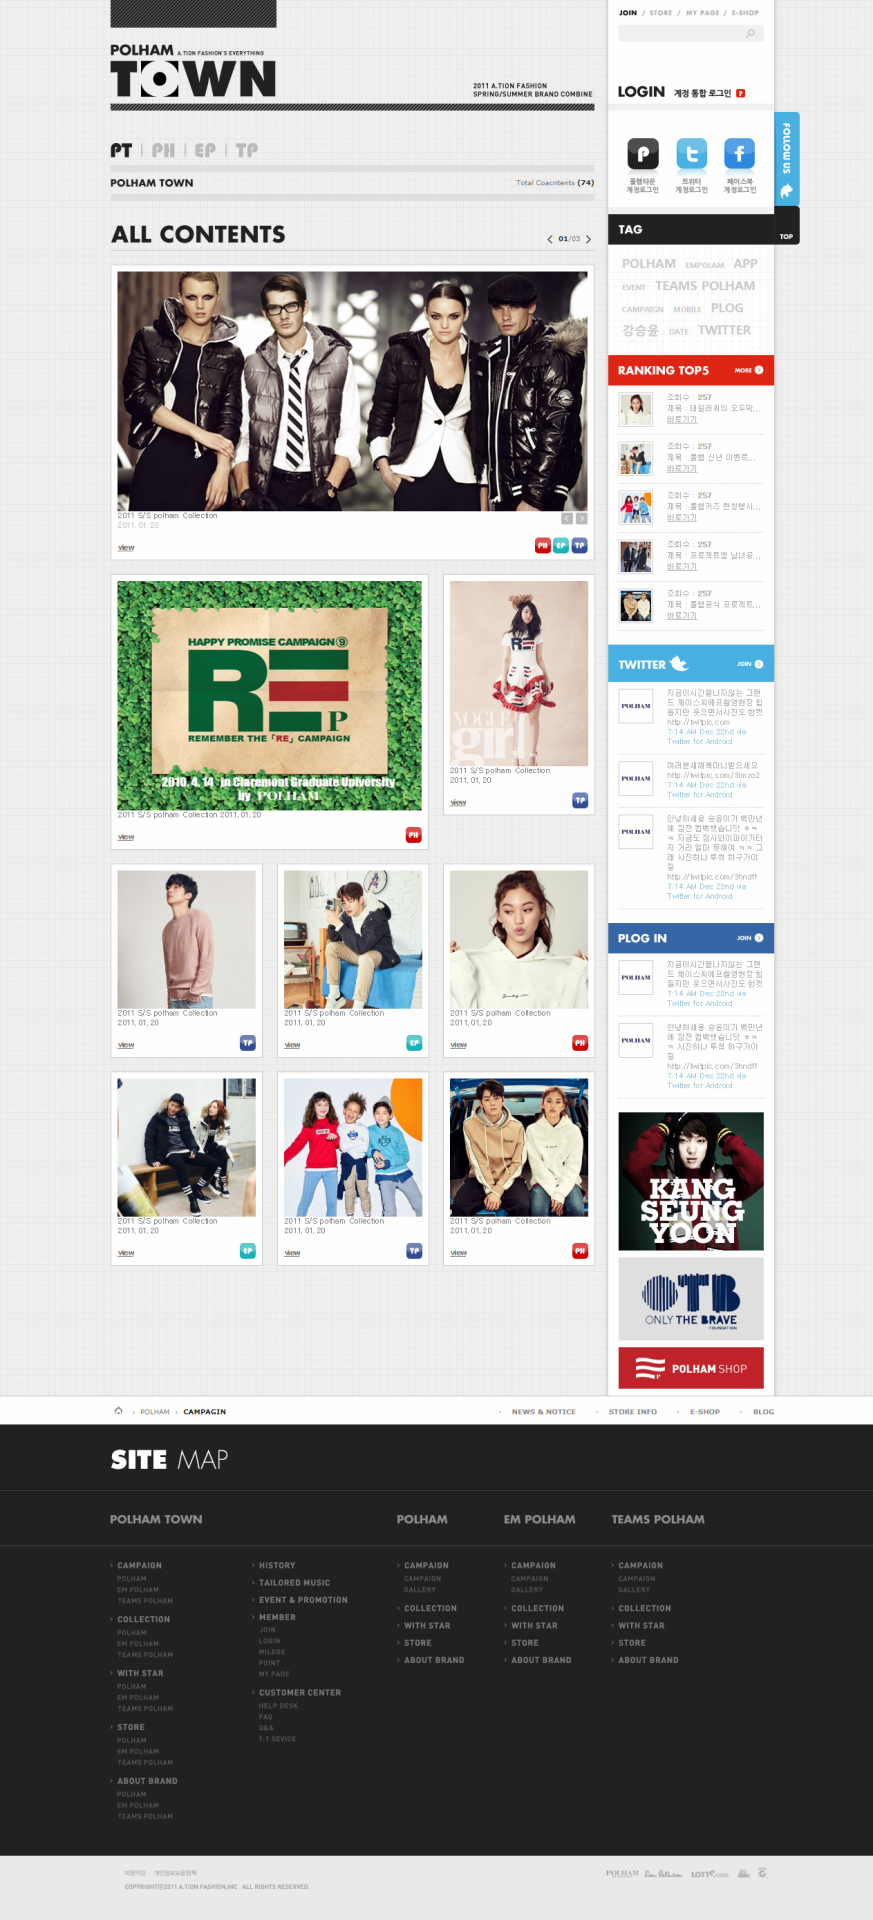 JOIN / STORE / MY PAGE / E-SHOP
POLHAM A.TION FASHION'S EVERYTHING
TOWN
2011 A.TION FASHION
SPRING/SUMMER BRAND COMBINE
LOGIN 계정 통합 로그인
PT | PH | EP | TP
POLHAM TOWN
Total Coacntents (74)
폴햄타운
계정로그인
트위터
계정로그인
페이스북
계정로그인
FOLLOW US
TOP
ALL CONTENTS
01/03
TAG
POLHAM EMPOLAM APP
EVENT TEAMS POLHAM
CAMPAIGN MOBILE PLOG
강승윤 DATE TWITTER
2011 S/S polham Collection
2011, 01, 20
view
PH EP TP
RANKING TOP5 MORE
조회수 : 257
제목 : 테일러씨의 모두막...
바로가기
조회수 : 257
제목 : 폴햄 신년 이벤트...
바로가기
조회수 : 257
제목 : 폴햄키즈 런칭행사...
바로가기
조회수 : 257
제목 : 프로젝트엠 남녀공...
바로가기
조회수 : 257
제목 : 폴햄공식 프로젝트...
바로가기
HAPPY PROMISE CAMPAIGN⑨
RE P
REMEMBER THE「RE」CAMPAIGN
2010. 4. 14. in Claremont Graduate University
by POLHAM
2011 S/S polham Collection 2011, 01, 20
view
PH
RE
VOGUE
girl
2011 S/S polham Collection
2011, 01, 20
view
TP
TWITTER JOIN
POLHAM
지금이시간끝나지않는 그랜
드 체이스씨에프촬영현장 힘
들지만 웃으면서사진도 한컷
http://twitpic.com
7:14 AM Dec 22nd via
Twitter for Android
POLHAM
여러분새해복마니받으세요
http://twitpic.com/3lmzo2
7:14 AM Dec 22nd via
Twitter for Android
POLHAM
안녕하세용 승윤이가 백만년
에 잠깐 컴백했습니닷 ㅎㅋ
ㅋ 지금도 잠시와이파이가터
지 거라 얼마 못해여 ㅋㅋ 그
래 사진하나 투척 하구가이
링
http://twitpic.com/3hndff
7:14 AM Dec 22nd via
Twitter for Android
2011 S/S polham Collection
2011, 01, 20
view
TP
2011 S/S polham Collection
2011, 01, 20
view
EP
2011 S/S polham Collection
2011, 01, 20
view
PH
PLOG IN JOIN
POLHAM
지금이시간끝나지않는 그랜
드 체이스씨에프촬영현장 힘
들지만 웃으면서사진도 한컷
7:14 AM Dec 22nd via
Twitter for Android
POLHAM
안녕하세용 승윤이가 백만년
에 잠깐 컴백했습니닷 ㅎㅋ
ㅋ 사진하나 투척 하구가이
링
http://twitpic.com/3hndff
7:14 AM Dec 22nd via
Twitter for Android
2011 S/S polham Collection
2011, 01, 20
view
EP
2011 S/S polham Collection
2011, 01, 20
view
TP
2011 S/S polham Collection
2011, 01, 20
view
PH
KANG
SEUNG
YOON
OTB
ONLY THE BRAVE
FOUNDATION
P POLHAM SHOP
› POLHAM › CAMPAGIN
NEWS & NOTICE
STORE INFO
E-SHOP
BLOG
SITE MAP
POLHAM TOWN
POLHAM
EM POLHAM
TEAMS POLHAM
CAMPAIGN
POLHAM
EM POLHAM
TEAMS POLHAM
COLLECTION
POLHAM
EM POLHAM
TEAMS POLHAM
WITH STAR
POLHAM
EM POLHAM
TEAMS POLHAM
STORE
POLHAM
EM POLHAM
TEAMS POLHAM
ABOUT BRAND
POLHAM
EM POLHAM
TEAMS POLHAM
HISTORY
TAILORED MUSIC
EVENT & PROMOTION
MEMBER
JOIN
LOGIN
MILEGE
POINT
MY PAGE
CUSTOMER CENTER
HELP DESK
FAQ
Q&A
1:1 SEVICE
CAMPAIGN
CAMPAIGN
GALLERY
COLLECTION
WITH STAR
STORE
ABOUT BRAND
CAMPAIGN
CAMPAIGN
GALLERY
COLLECTION
WITH STAR
STORE
ABOUT BRAND
CAMPAIGN
CAMPAIGN
GALLERY
COLLECTION
WITH STAR
STORE
ABOUT BRAND
이용약관 개인정보보호정책
COPYRIGHTⓒ2011 A.TION FASHION,INC ALL RIGHTS RESERVED.
POLHAM Em Polham LOTTE.com